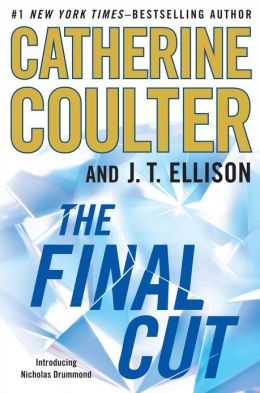 #1 NEW YORK TIMES–BESTSELLING AUTHOR
CATHERINE
COULTER
AND J. T. ELLISON
THE
FINAL
CUT
Introducing
Nicholas Drummond